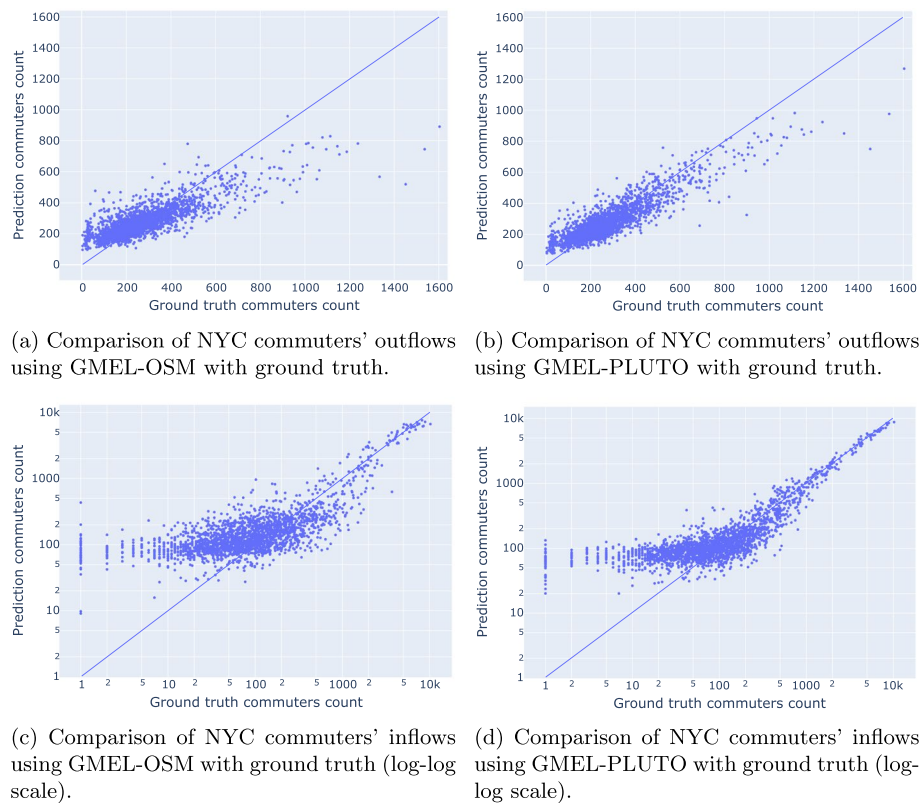 1600
1400
1200
1000
800
600
400
200
0
Prediction commuters count
0 200 400 600 800 1000 1200 1400 1600
Ground truth commuters count
(a) Comparison of NYC commuters' outflows
using GMEL-OSM with ground truth.
1600
1400
1200
1000
800
600
400
200
0
Prediction commuters count
0 200 400 600 800 1000 1200 1400 1600
Ground truth commuters count
(b) Comparison of NYC commuters' outflows
using GMEL-PLUTO with ground truth.
10k
5
2
1000
5
2
100
5
2
10
5
2
1
Prediction commuters count
1 2 5 10 2 5 100 2 5 1000 2 5 10k
Ground truth commuters count
(c) Comparison of NYC commuters' inflows
using GMEL-OSM with ground truth (log-log
scale).
10k
5
2
1000
5
2
100
5
2
10
5
2
1
Prediction commuters count
1 2 5 10 2 5 100 2 5 1000 2 5 10k
Ground truth commuters count
(d) Comparison of NYC commuters' inflows
using GMEL-PLUTO with ground truth (log-
log scale).